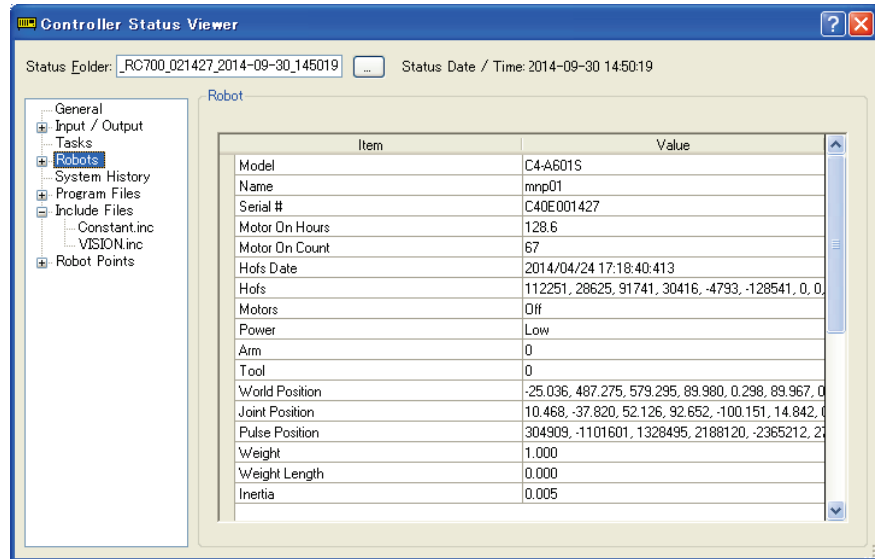 Controller Status Viewer
Status Folder: _RC700_021427_2014-09-30_145019 ... Status Date / Time: 2014-09-30 14:50:19
General
Input / Output
Tasks
Robots
System History
Program Files
Include Files
Constant.inc
VISION.inc
Robot Points
Robot
Item Value
Model C4-A601S
Name mnp01
Serial # C40E001427
Motor On Hours 128.6
Motor On Count 67
Hofs Date 2014/04/24 17:18:40:413
Hofs 112251, 28625, 91741, 30416, -4793, -128541, 0, 0,
Motors Off
Power Low
Arm 0
Tool 0
World Position -25.036, 487.275, 579.295, 89.980, 0.298, 89.967, 0
Joint Position 10.468, -37.820, 52.126, 92.652, -100.151, 14.842,
Pulse Position 304909, -1101601, 1328495, 2188120, -2365212,
Weight 1.000
Weight Length 0.000
Inertia 0.005